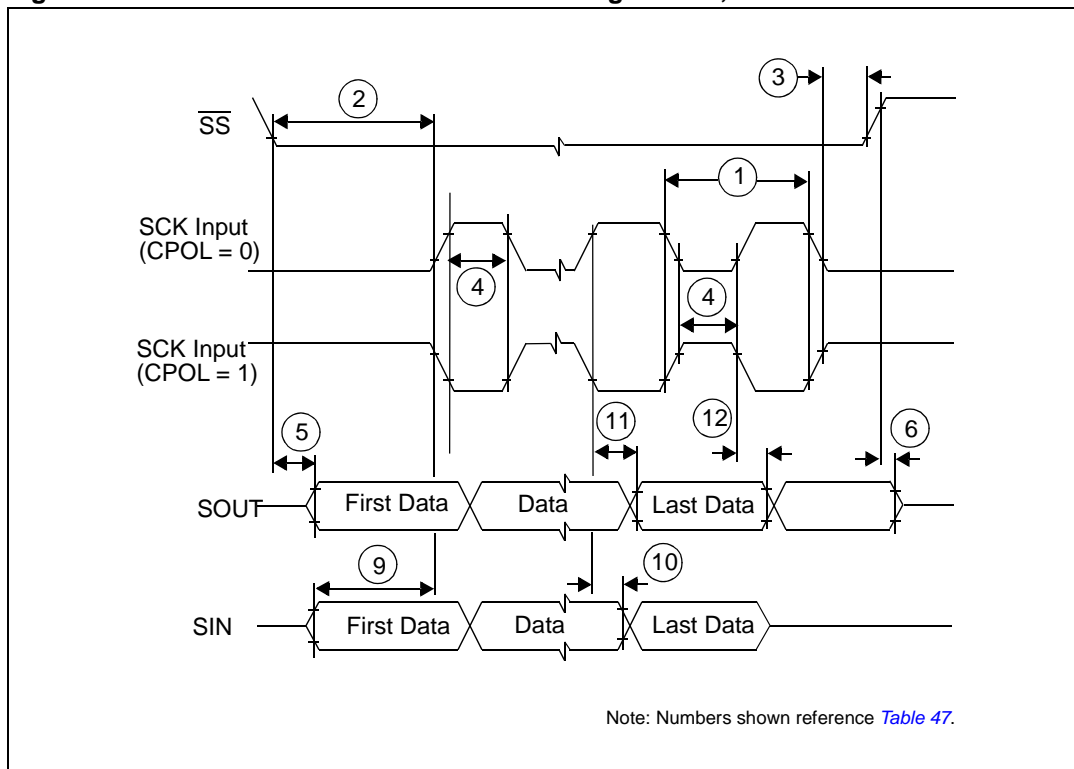 3
2
SS
1
SCK Input
(CPOL = 0)
4
4
SCK Input
(CPOL = 1)
11
12
5
6
SOUT
First Data
Data
Last Data
9
10
SIN
First Data
Data
Last Data
Note: Numbers shown reference Table 47.